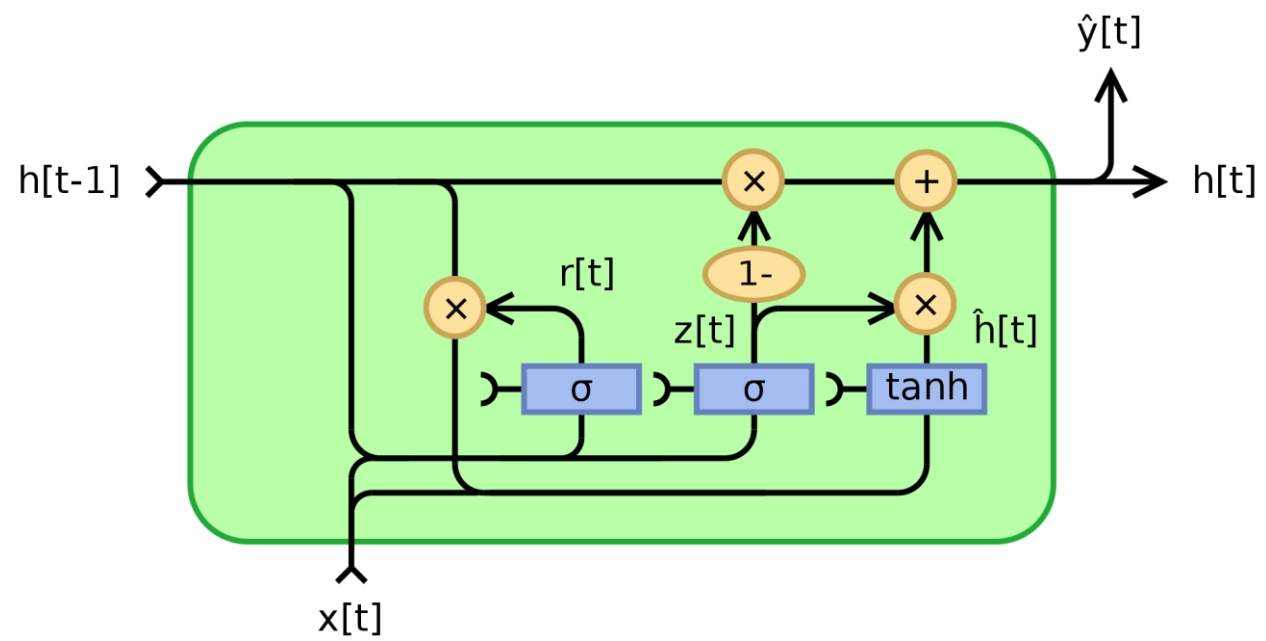 ŷ[t]
h[t-1]
×
+
h[t]
r[t]
1-
×
z[t]
×
ĥ[t]
σ
σ
tanh
x[t]